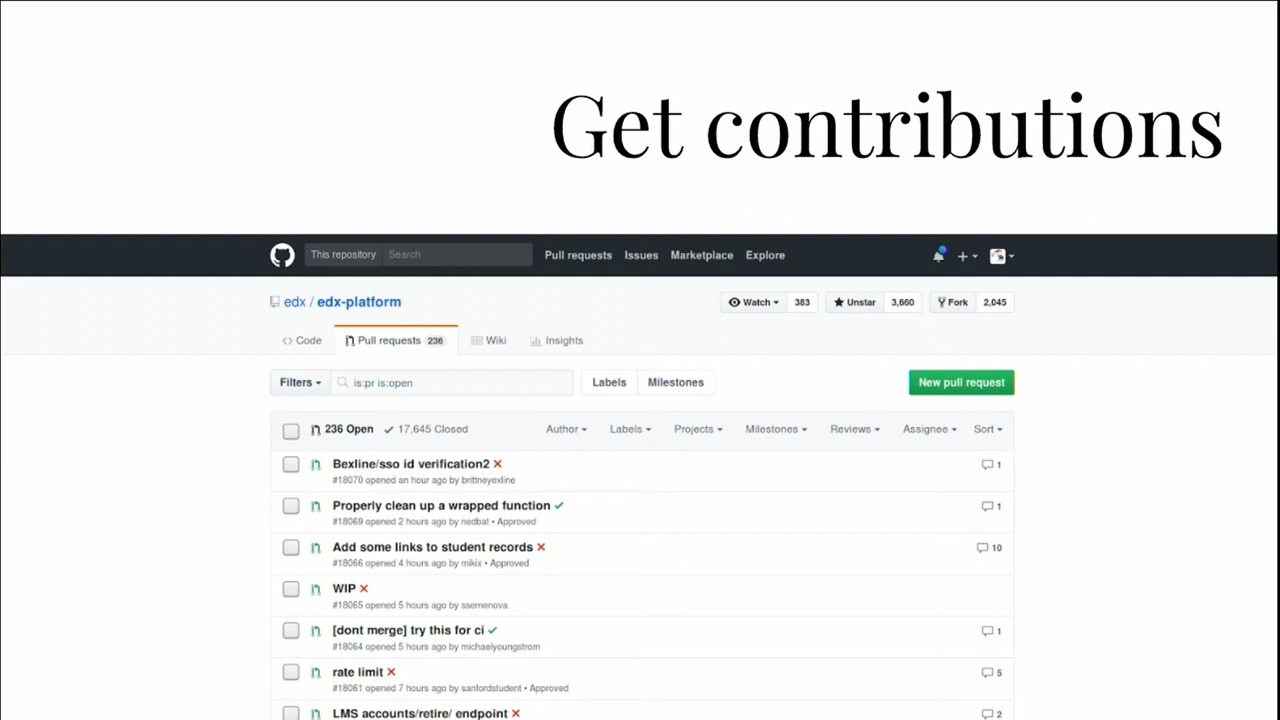 Get contributions
This repository Search Pull requests Issues Marketplace Explore
edx / edx-platform Watch 383 Unstar 3,660 Fork 2,045
Code Pull requests 236 Wiki Insights
Filters is:pr is:open Labels Milestones New pull request
236 Open 17,645 Closed Author Labels Projects Milestones Reviews Assignee Sort
Bexline/sso id verification2 1
#18070 opened an hour ago by brittneyexline
Properly clean up a wrapped function 1
#18069 opened 2 hours ago by nedbat • Approved
Add some links to student records 10
#18066 opened 4 hours ago by mikix • Approved
WIP
#18065 opened 5 hours ago by ssemenova
[dont merge] try this for ci 1
#18064 opened 5 hours ago by michaelyoungstrom
rate limit 5
#18061 opened 7 hours ago by sanfordstudent • Approved
LMS accounts/retire/ endpoint 2